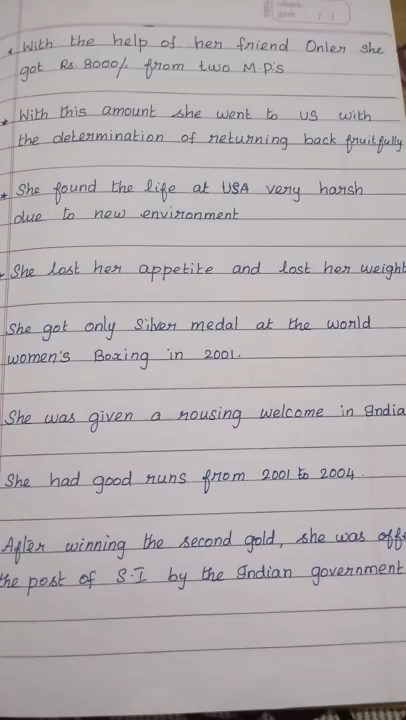 • With the help of her friend Onler she
got Rs. 8000/- from two M.P.s
* With this amount she went to US with
the determination of returning back fruitfully
* She found the life at USA very harsh
due to new environment
She lost her appetite and lost her weight
She got only Silver medal at the world
women's Boxing in 2001.
She was given a rousing welcome in India
She had good runs from 2001 to 2004.
After winning the second gold, she was off
the post of S.I by the Indian government